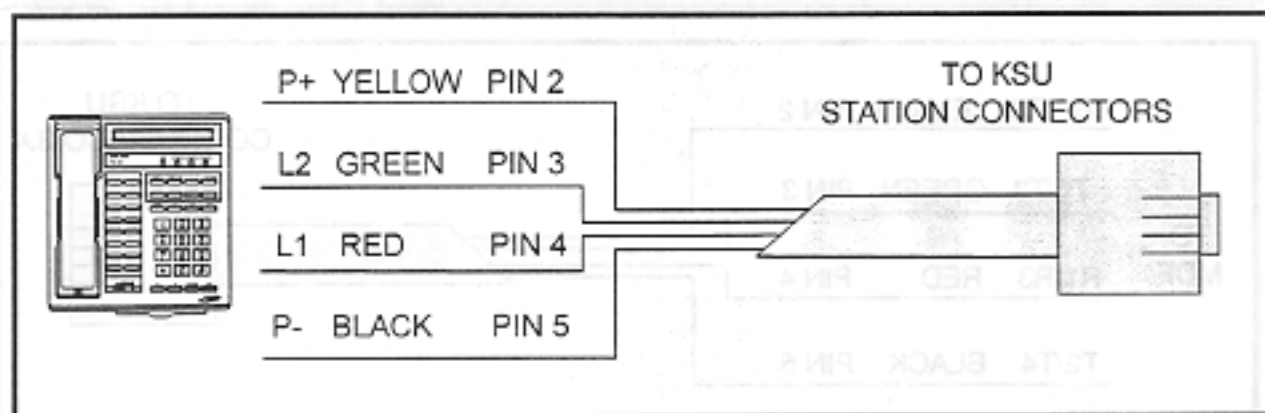 P+ YELLOW PIN 2
L2 GREEN PIN 3
L1 RED PIN 4
P- BLACK PIN 5
TO KSU
STATION CONNECTORS